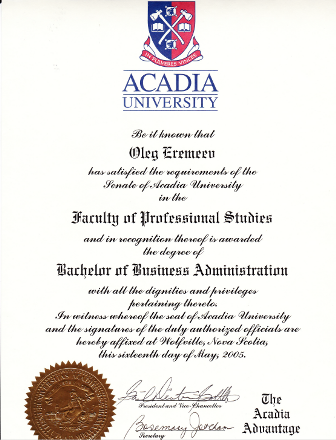 IN PULVERE VINCES
ACADIA
UNIVERSITY
Be it known that
Oleg Eremeev
has satisfied the requirements of the
Senate of Acadia University
in the
Faculty of Professional Studies
and in recognition thereof is awarded
the degree of
Bachelor of Business Administration
with all the dignities and privileges
pertaining thereto.
In witness whereof the seal of Acadia University
and the signatures of the duly authorized officials are
hereby affixed at Wolfville, Nova Scotia,
this sixteenth day of May, 2005.
President and Vice-Chancellor
Rosemary Jotcham
Secretary
The
Acadia
Advantage